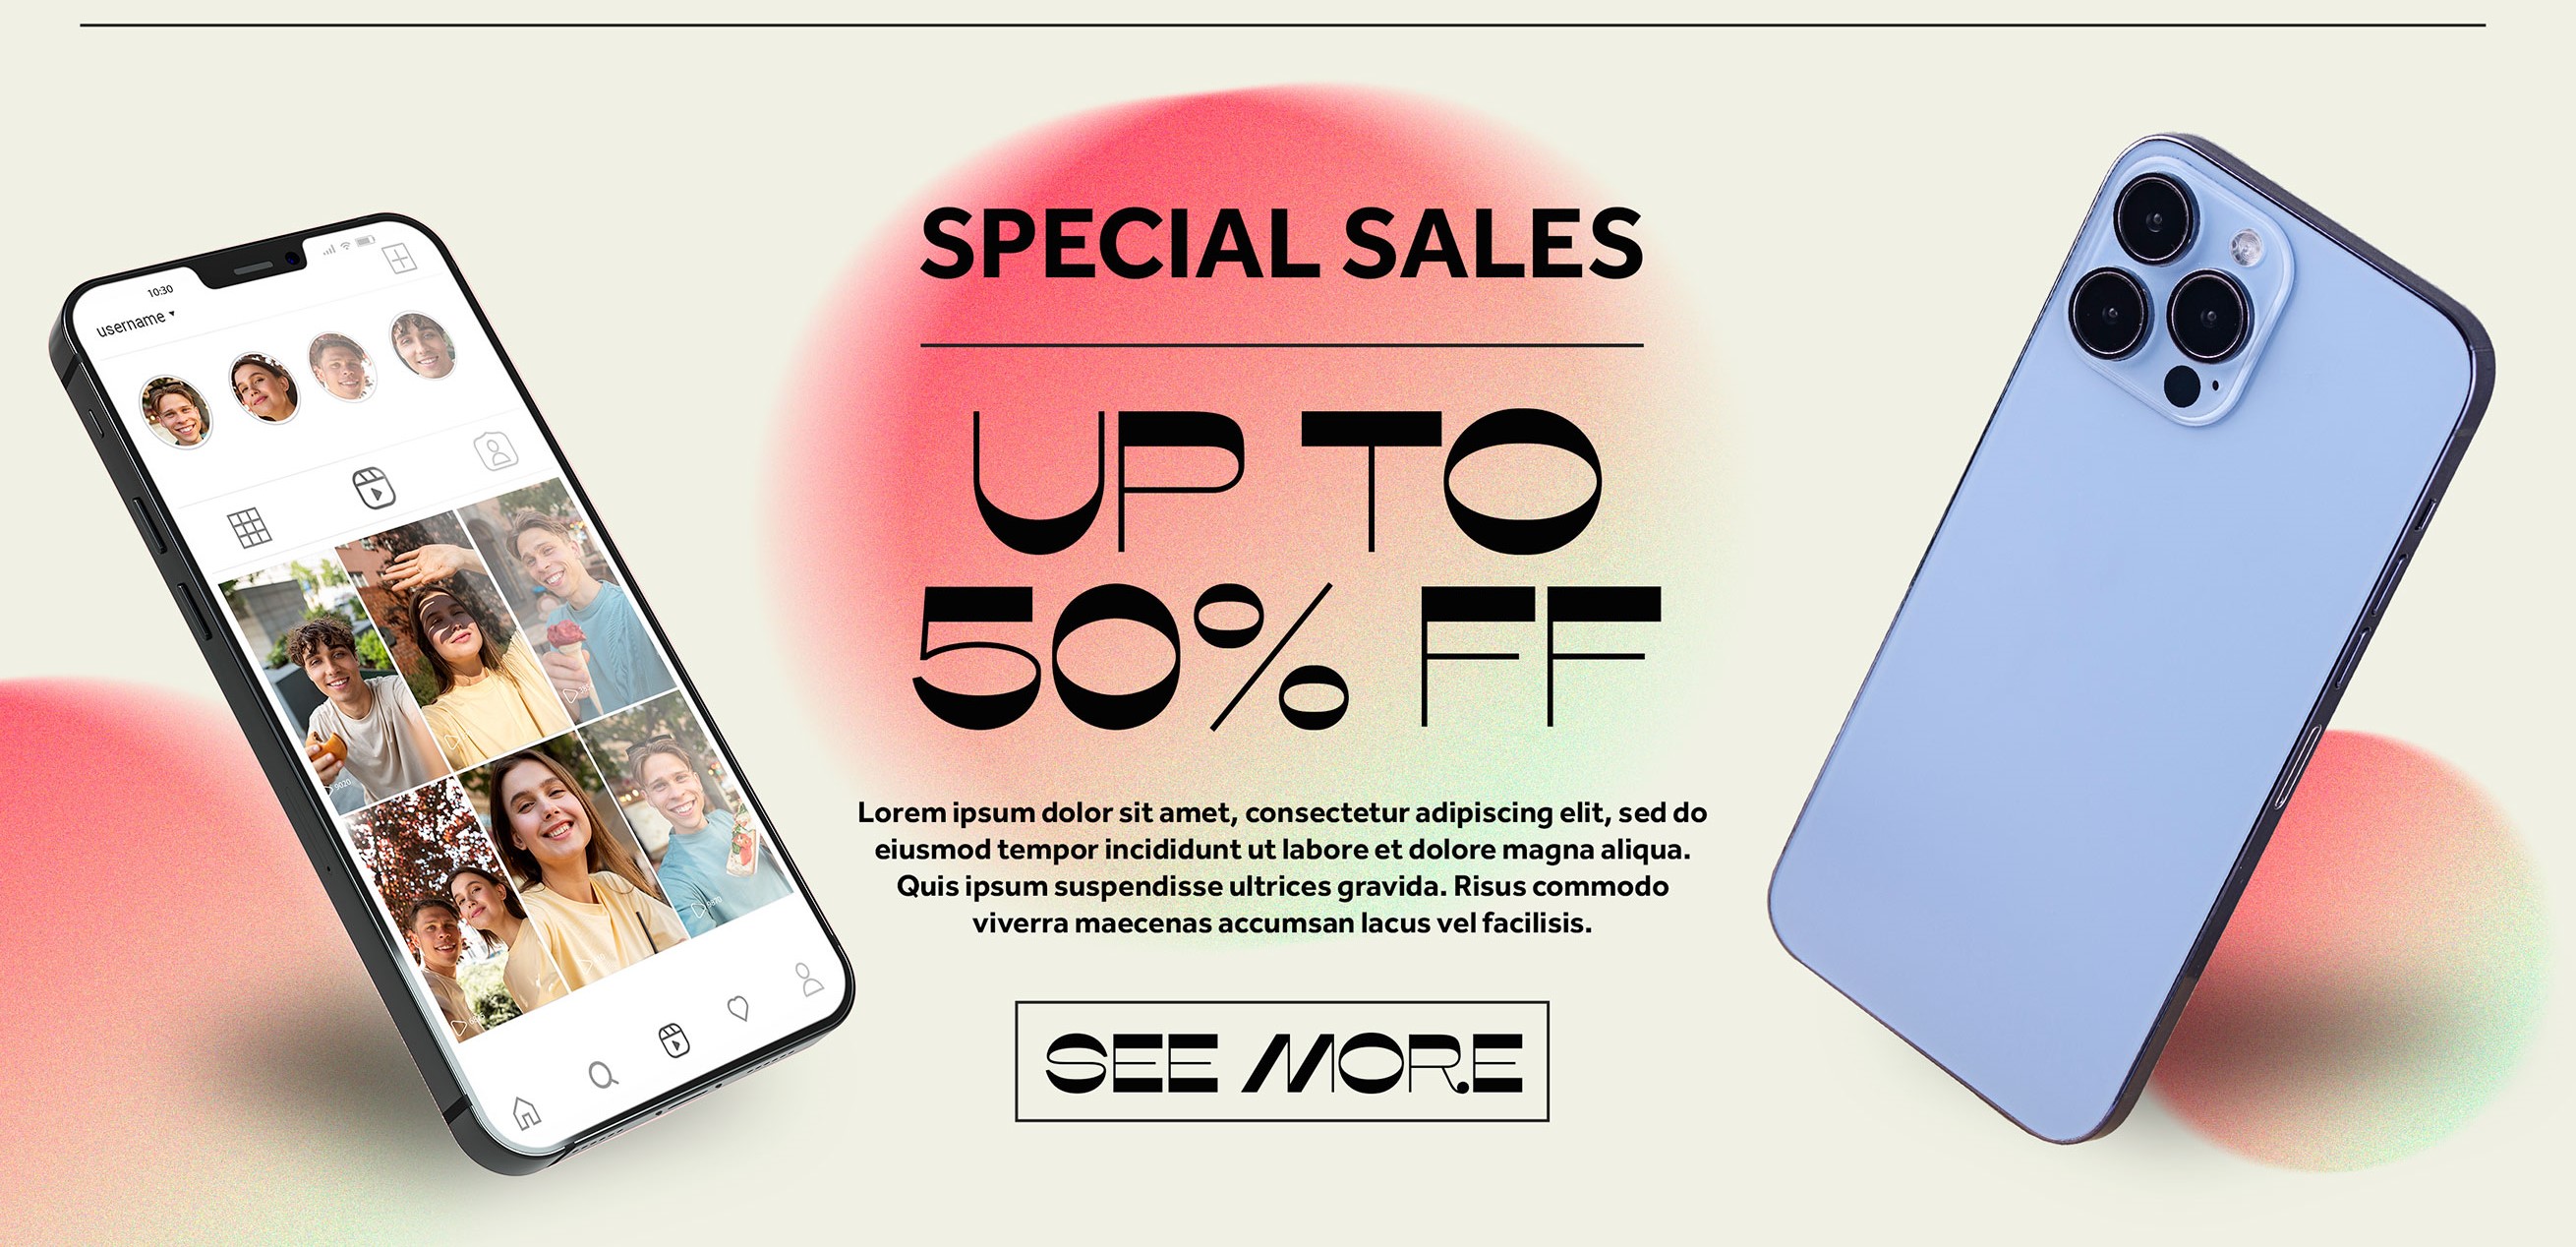 SPECIAL SALES
UP TO
50% FF
Lorem ipsum dolor sit amet, consectetur adipiscing elit, sed do
eiusmod tempor incididunt ut labore et dolore magna aliqua.
Quis ipsum suspendisse ultrices gravida. Risus commodo
viverra maecenas accumsan lacus vel facilisis.
SEE MORE
10:30
username
9020
9820